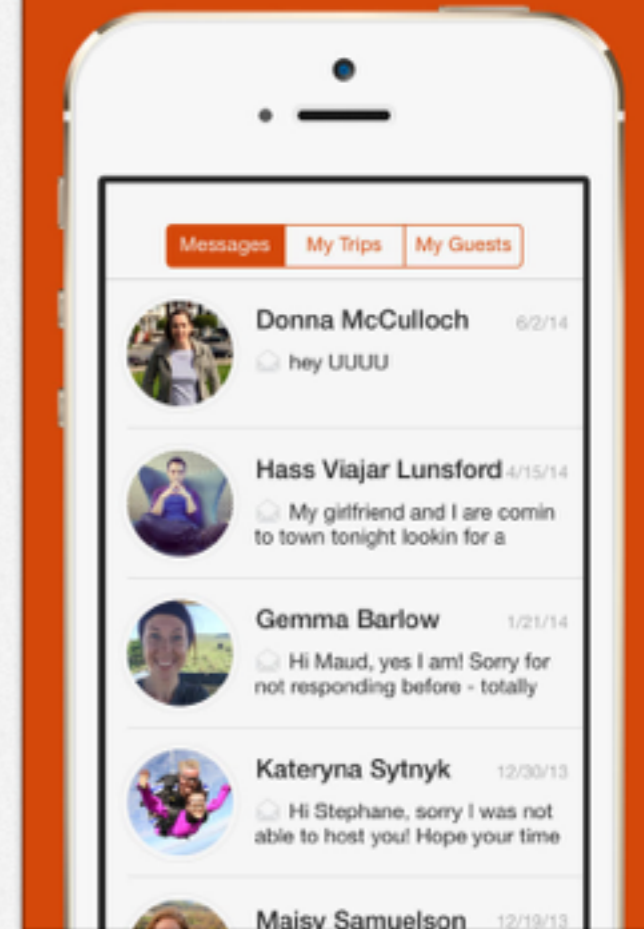 Messages My Trips My Guests
Donna McCulloch 6/2/14
hey UUUU
Hass Viajar Lunsford 4/15/14
My girlfriend and I are comin
to town tonight lookin for a
Gemma Barlow 1/21/14
Hi Maud, yes I am! Sorry for
not responding before - totally
Kateryna Sytnyk 12/30/13
Hi Stephane, sorry I was not
able to host you! Hope your time
Maisy Samuelson 12/19/13